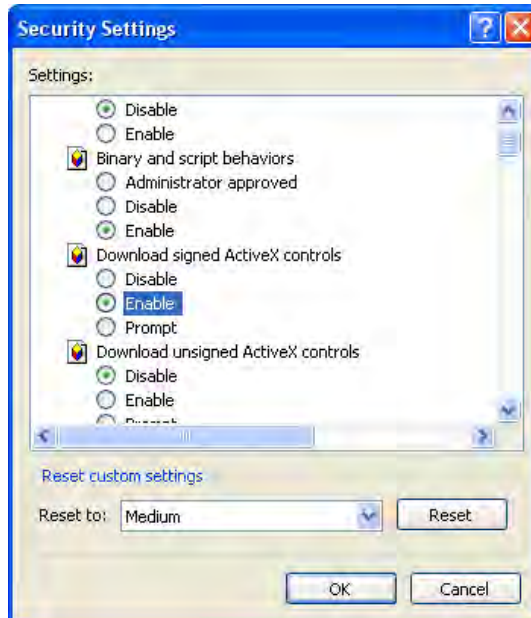 Security Settings
Settings:
Disable
Enable
Binary and script behaviors
Administrator approved
Disable
Enable
Download signed ActiveX controls
Disable
Enable
Prompt
Download unsigned ActiveX controls
Disable
Enable
Prompt
Reset custom settings
Reset to: Medium Reset
OK Cancel